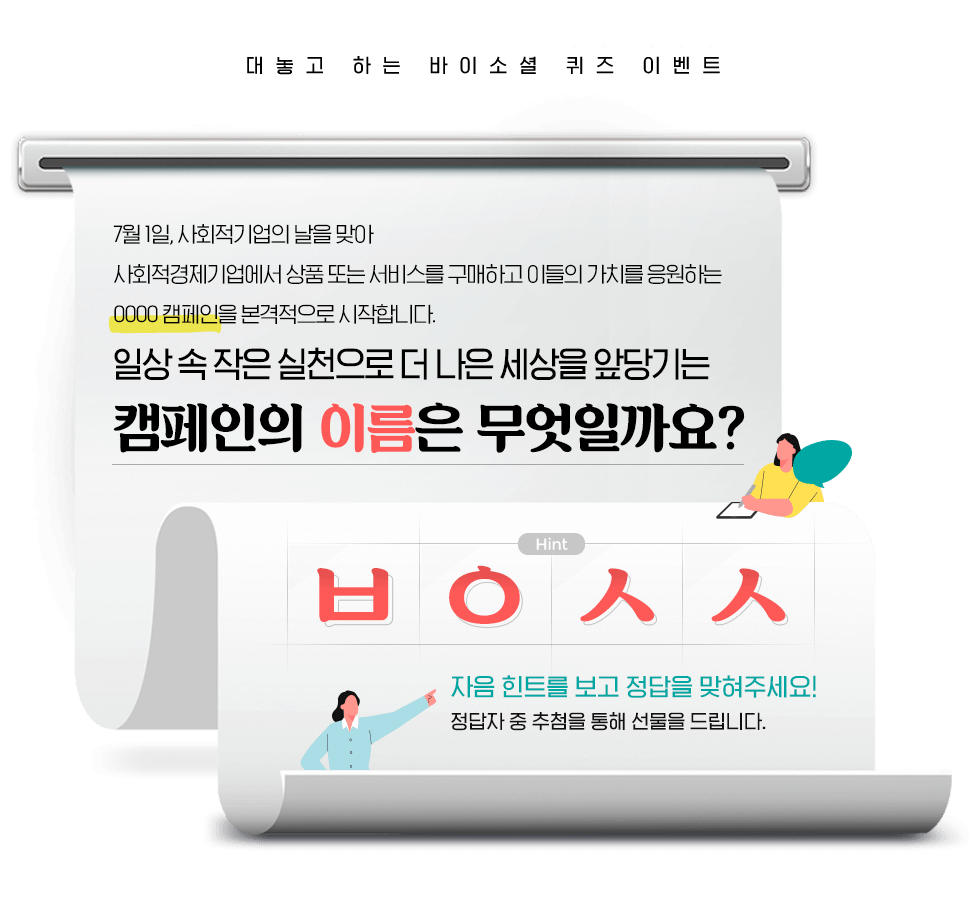 대놓고 하는 바이소셜 퀴즈 이벤트
7월 1일, 사회적기업의 날을 맞아
사회적경제기업에서 상품 또는 서비스를 구매하고 이들의 가치를 응원하는
0000 캠페인을 본격적으로 시작합니다.
일상 속 작은 실천으로 더 나은 세상을 앞당기는
캠페인의 이름은 무엇일까요?
Hint
ㅂㅇㅅㅅ
자음 힌트를 보고 정답을 맞혀주세요!
정답자 중 추첨을 통해 선물을 드립니다.